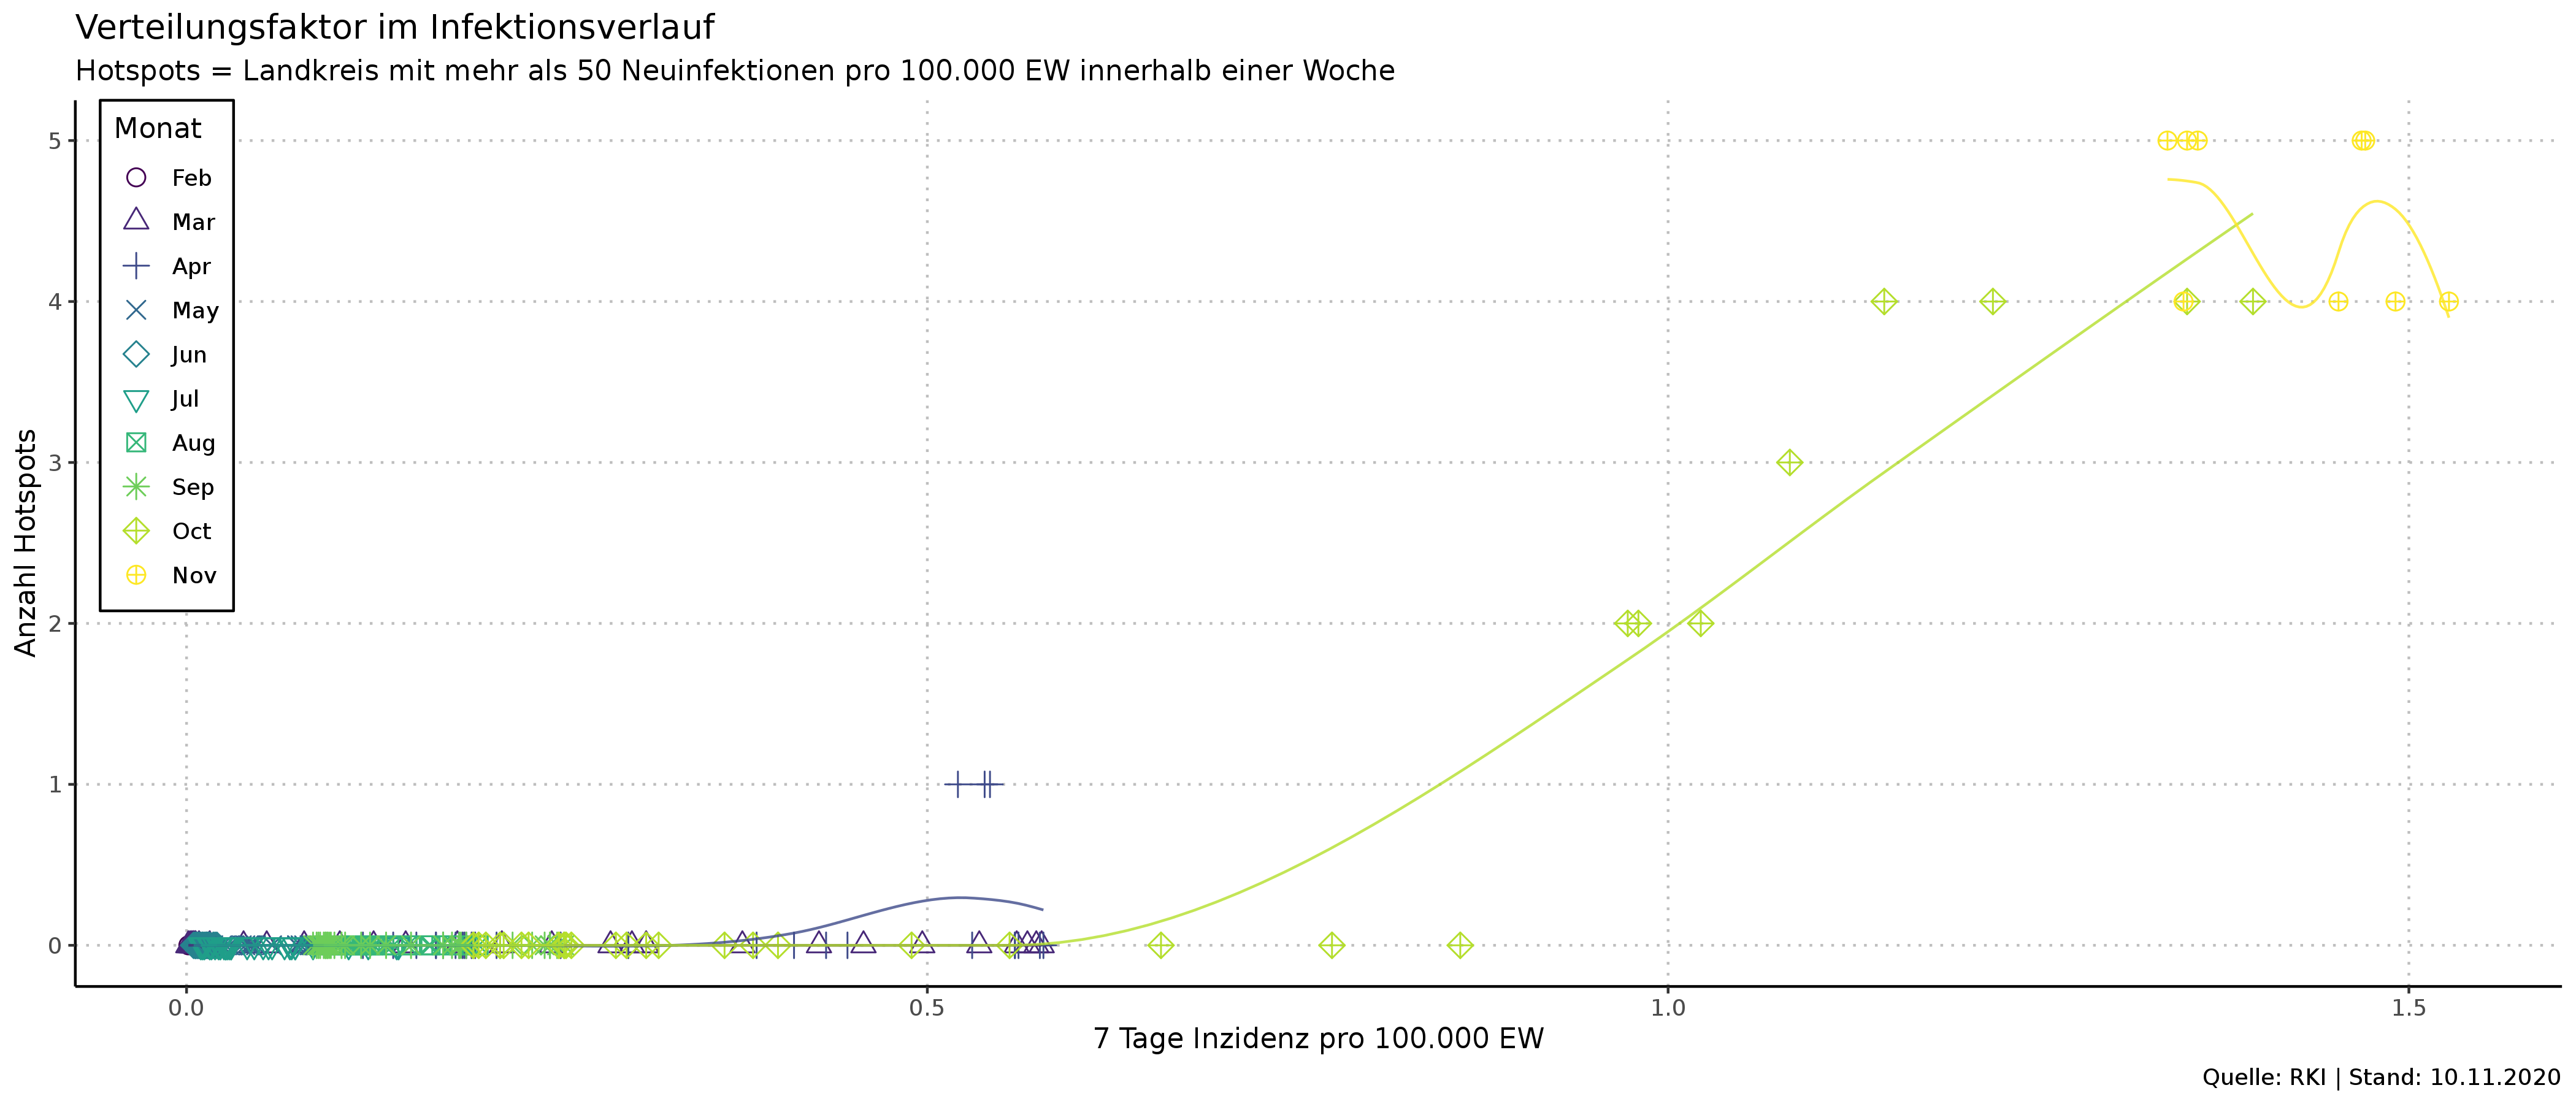 Verteilungsfaktor im Infektionsverlauf
Hotspots = Landkreis mit mehr als 50 Neuinfektionen pro 100.000 EW innerhalb einer Woche
Monat
Feb
Mar
Apr
May
Jun
Jul
Aug
Sep
Oct
Nov
Anzahl Hotspots
5
4
3
2
1
0
0.0
0.5
1.0
1.5
7 Tage Inzidenz pro 100.000 EW
Quelle: RKI | Stand: 10.11.2020